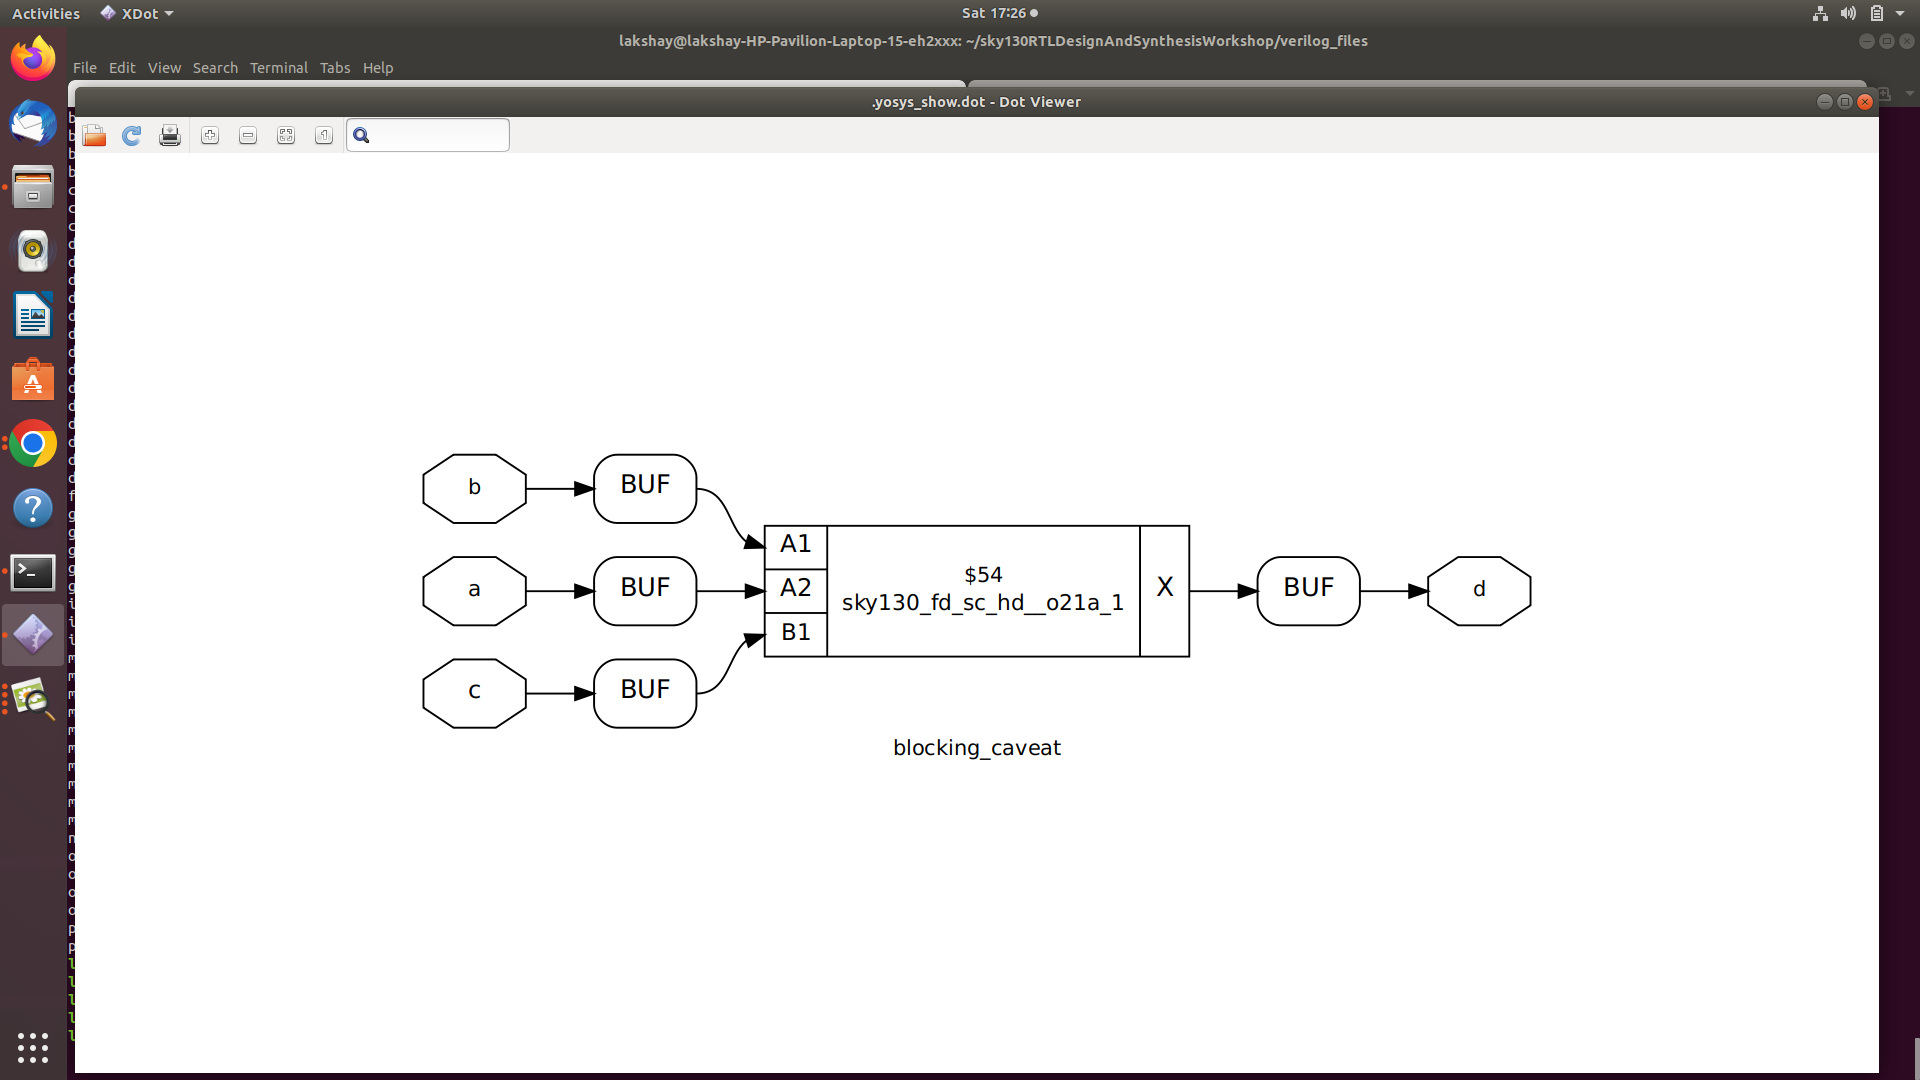 Activities XDot Sat 17:26
lakshay@lakshay-HP-Pavilion-Laptop-15-eh2xxx: ~/sky130RTLDesignAndSynthesisWorkshop/verilog_files
File Edit View Search Terminal Tabs Help
.yosys_show.dot - Dot Viewer
b BUF
A1
a BUF A2
$54
sky130_fd_sc_hd__o21a_1
X BUF d
B1
c BUF
blocking_caveat